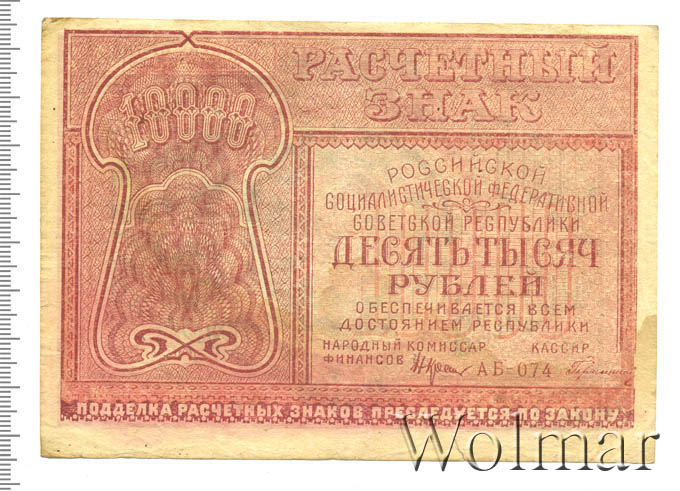 10000
РАСЧЕТНЫЙ
ЗНАК
РОССИЙСКОЙ
СОЦИАЛИСТИЧЕСКОЙ ФЕДЕРАТИВНОЙ
СОВЕТСКОЙ РЕСПУБЛИКИ
ДЕСЯТЬ ТЫСЯЧ
РУБЛЕЙ
ОБЕСПЕЧИВАЕТСЯ ВСЕМ
ДОСТОЯНИЕМ РЕСПУБЛИКИ
НАРОДНЫЙ КОМИССАР КАССИР
ФИНАНСОВ АБ-074
ПОДДЕЛКА РАСЧЕТНЫХ ЗНАКОВ ПРЕСЛЕДУЕТСЯ ПО ЗАКОНУ
Wolmar